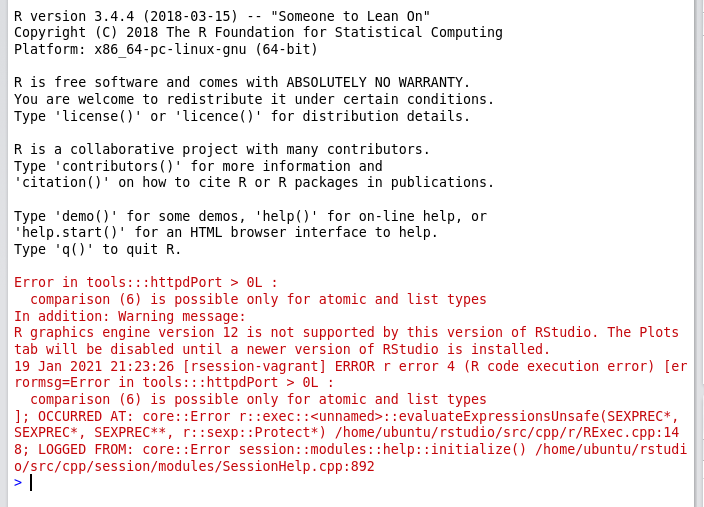 R version 3.4.4 (2018-03-15) -- "Someone to Lean On"
Copyright (C) 2018 The R Foundation for Statistical Computing
Platform: x86_64-pc-linux-gnu (64-bit)

R is free software and comes with ABSOLUTELY NO WARRANTY.
You are welcome to redistribute it under certain conditions.
Type 'license()' or 'licence()' for distribution details.

R is a collaborative project with many contributors.
Type 'contributors()' for more information and
'citation()' on how to cite R or R packages in publications.

Type 'demo()' for some demos, 'help()' for on-line help, or
'help.start()' for an HTML browser interface to help.
Type 'q()' to quit R.

Error in tools:::httpdPort > 0L :
  comparison (6) is possible only for atomic and list types
In addition: Warning message:
R graphics engine version 12 is not supported by this version of RStudio. The Plots
tab will be disabled until a newer version of RStudio is installed.
19 Jan 2021 21:23:26 [rsession-vagrant] ERROR r error 4 (R code execution error) [er
rormsg=Error in tools:::httpdPort > 0L :
  comparison (6) is possible only for atomic and list types
]; OCCURRED AT: core::Error r::exec::<unnamed>::evaluateExpressionsUnsafe(SEXPREC*,
SEXPREC*, SEXPREC**, r::sexp::Protect*) /home/ubuntu/rstudio/src/cpp/r/RExec.cpp:14
8; LOGGED FROM: core::Error session::modules::help::initialize() /home/ubuntu/rstudi
o/src/cpp/session/modules/SessionHelp.cpp:892
>